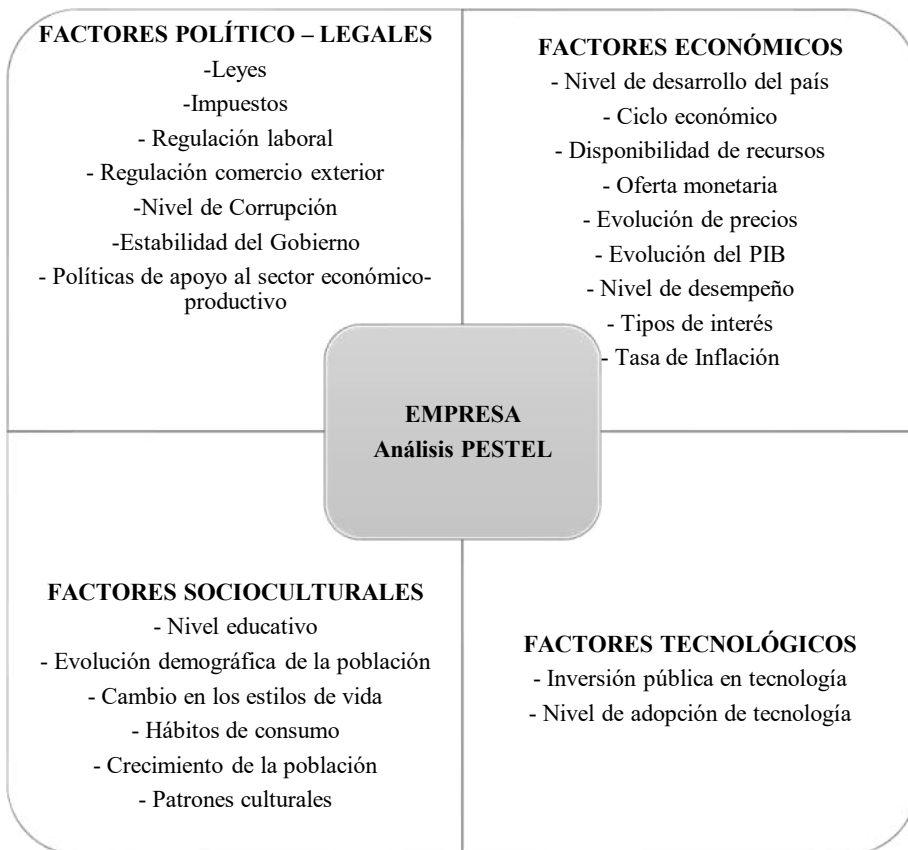 FACTORES POLÍTICO – LEGALES
-Leyes
-Impuestos
- Regulación laboral
- Regulación comercio exterior
-Nivel de Corrupción
-Estabilidad del Gobierno
- Políticas de apoyo al sector económico-
productivo
FACTORES ECONÓMICOS
- Nivel de desarrollo del país
- Ciclo económico
- Disponibilidad de recursos
- Oferta monetaria
- Evolución de precios
- Evolución del PIB
- Nivel de desempeño
- Tipos de interés
- Tasa de Inflación
EMPRESA
Análisis PESTEL
FACTORES SOCIOCULTURALES
- Nivel educativo
- Evolución demográfica de la población
- Cambio en los estilos de vida
- Hábitos de consumo
- Crecimiento de la población
- Patrones culturales
FACTORES TECNOLÓGICOS
- Inversión pública en tecnología
- Nivel de adopción de tecnología